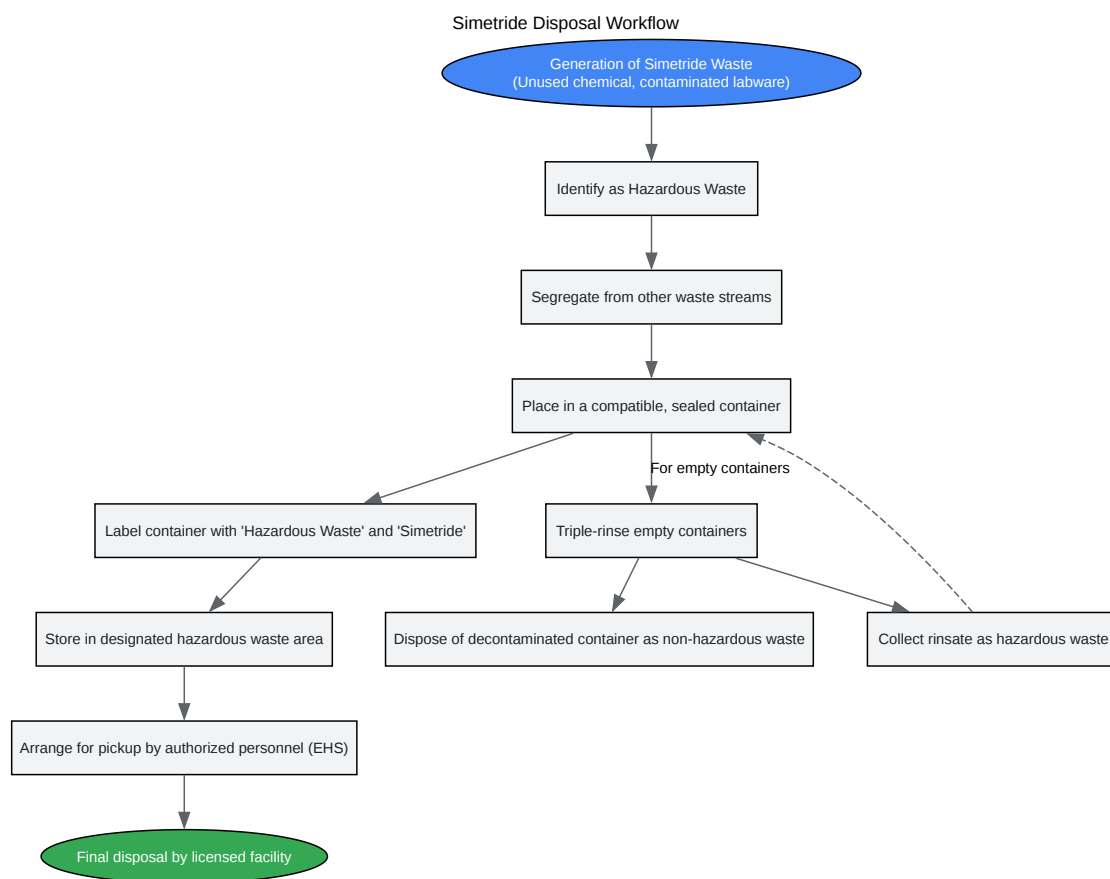 Simetride Disposal Workflow
Generation of Simetride Waste
(Unused chemical, contaminated labware)
Identify as Hazardous Waste
Segregate from other waste streams
Place in a compatible, sealed container
For empty containers
Label container with 'Hazardous Waste' and 'Simetride'
Triple-rinse empty containers
Store in designated hazardous waste area
Dispose of decontaminated container as non-hazardous waste
Collect rinsate as hazardous waste
Arrange for pickup by authorized personnel (EHS)
Final disposal by licensed facility